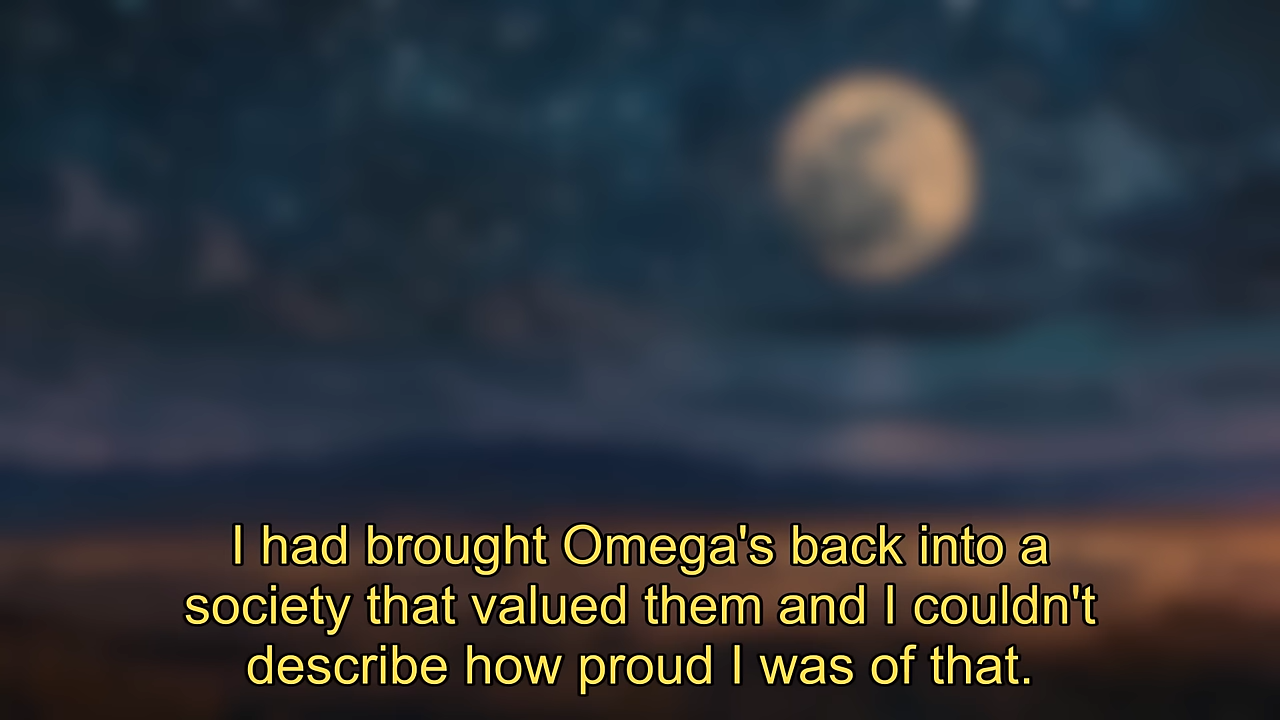 I had brought Omega's back into a
society that valued them and I couldn't
describe how proud I was of that.